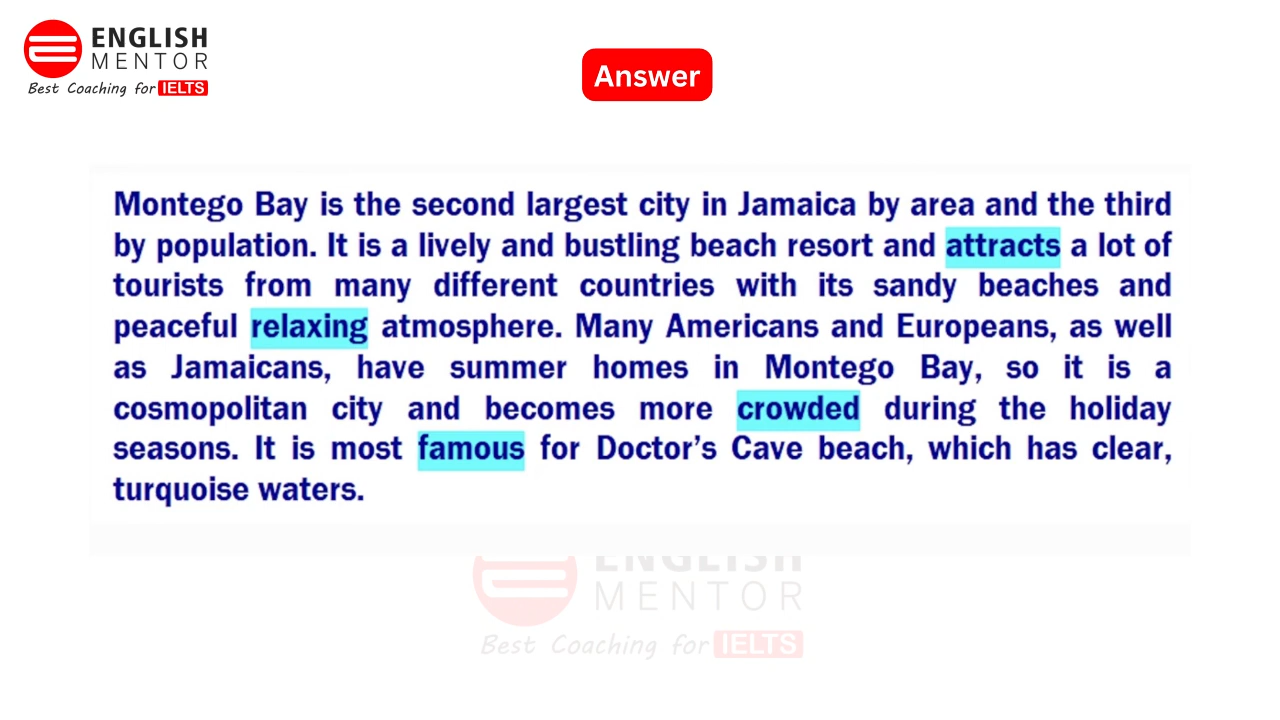 ENGLISH
MENTOR
Best Coaching for IELTS
Answer
Montego Bay is the second largest city in Jamaica by area and the third
by population. It is a lively and bustling beach resort and attracts a lot of
tourists from many different countries with its sandy beaches and
peaceful relaxing atmosphere. Many Americans and Europeans, as well
as Jamaicans, have summer homes in Montego Bay, so it is a
cosmopolitan city and becomes more crowded during the holiday
seasons. It is most famous for Doctor’s Cave beach, which has clear,
turquoise waters.
ENGLISH
MENTOR
Best Coaching for IELTS